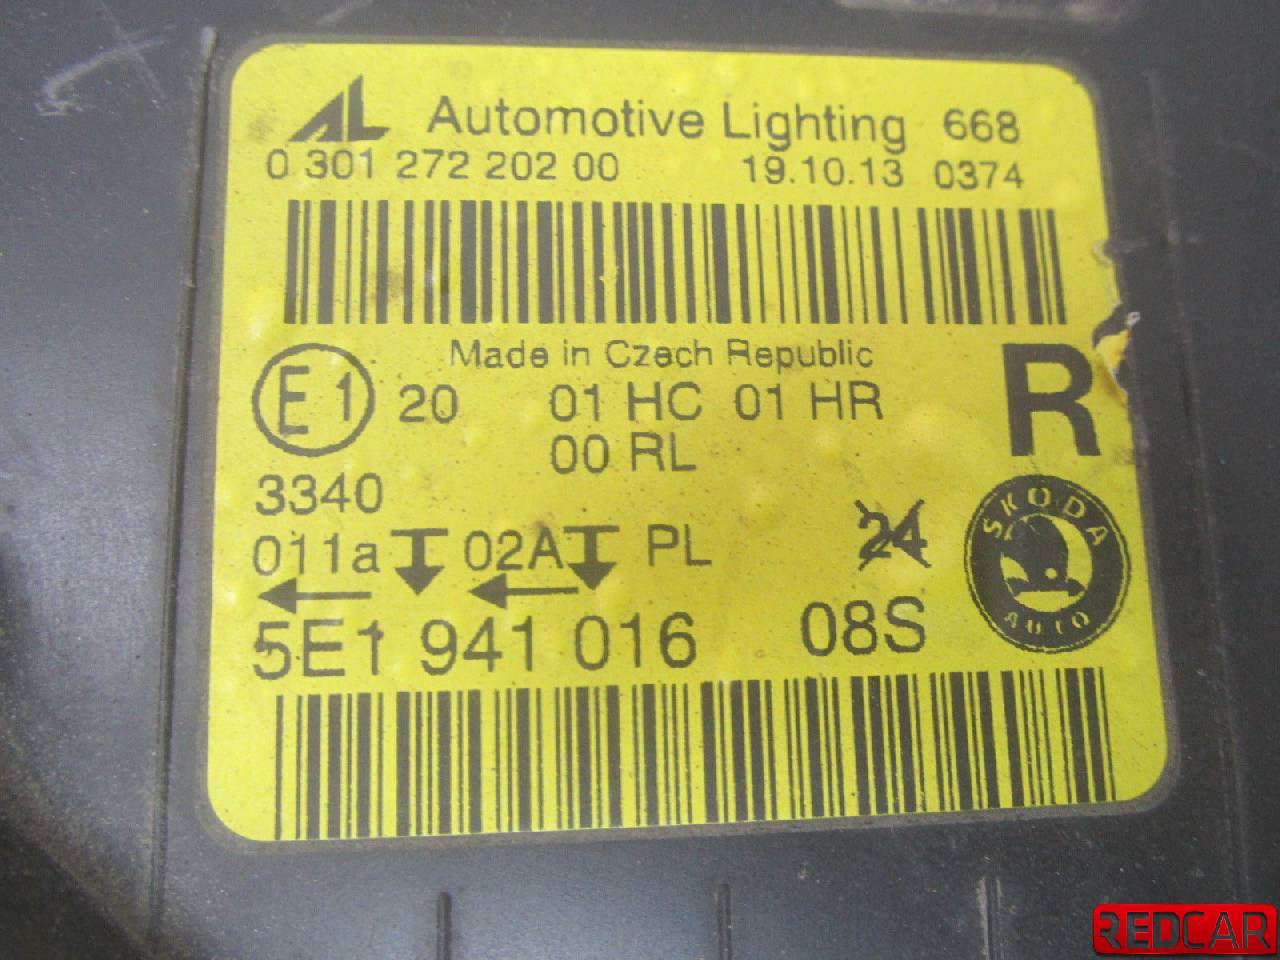 AL Automotive Lighting 668
0 301 272 202 00 19.10.13 0374
Made in Czech Republic
E1 20 01 HC 01 HR R
00 RL
3340
011a 02A PL 24
5E1 941 016 08S
SKODA
AUTO
REDCAR